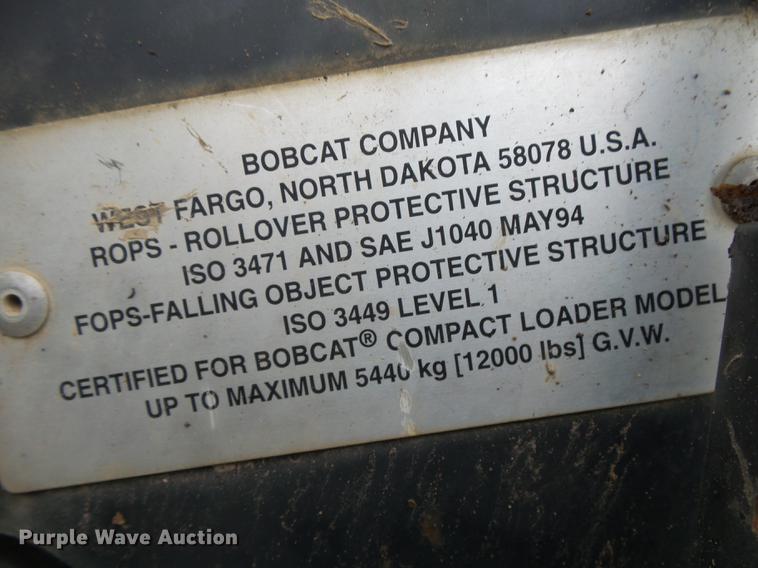 BOBCAT COMPANY
WEST FARGO, NORTH DAKOTA 58078 U.S.A.
ROPS - ROLLOVER PROTECTIVE STRUCTURE
ISO 3471 AND SAE J1040 MAY94
FOPS-FALLING OBJECT PROTECTIVE STRUCTURE
ISO 3449 LEVEL 1
CERTIFIED FOR BOBCAT® COMPACT LOADER MODEL
UP TO MAXIMUM 5440 kg [12000 lbs] G.V.W.
Purple Wave Auction